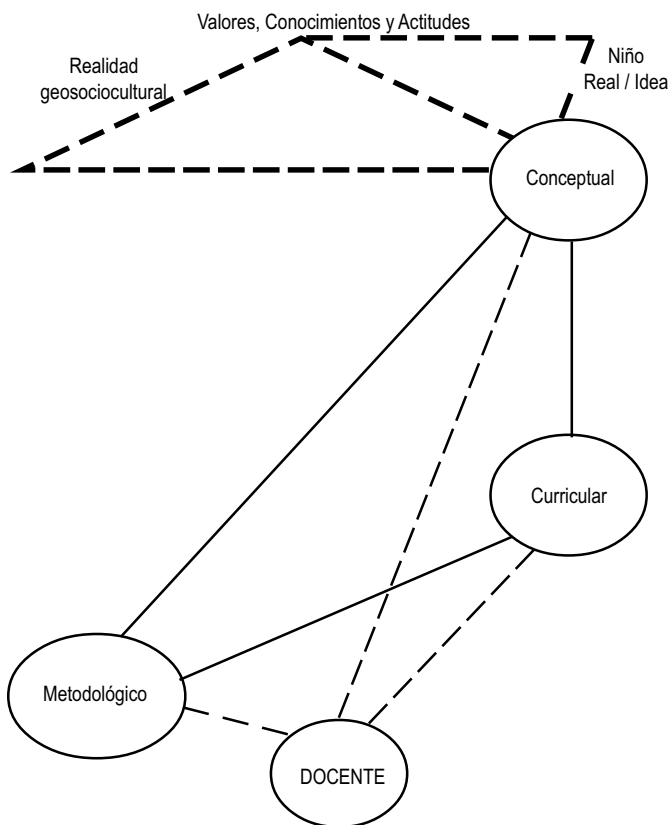 Valores, Conocimientos y Actitudes
Realidad
geosociocultural
Niño
Real / Idea
Conceptual
Curricular
Metodológico
DOCENTE